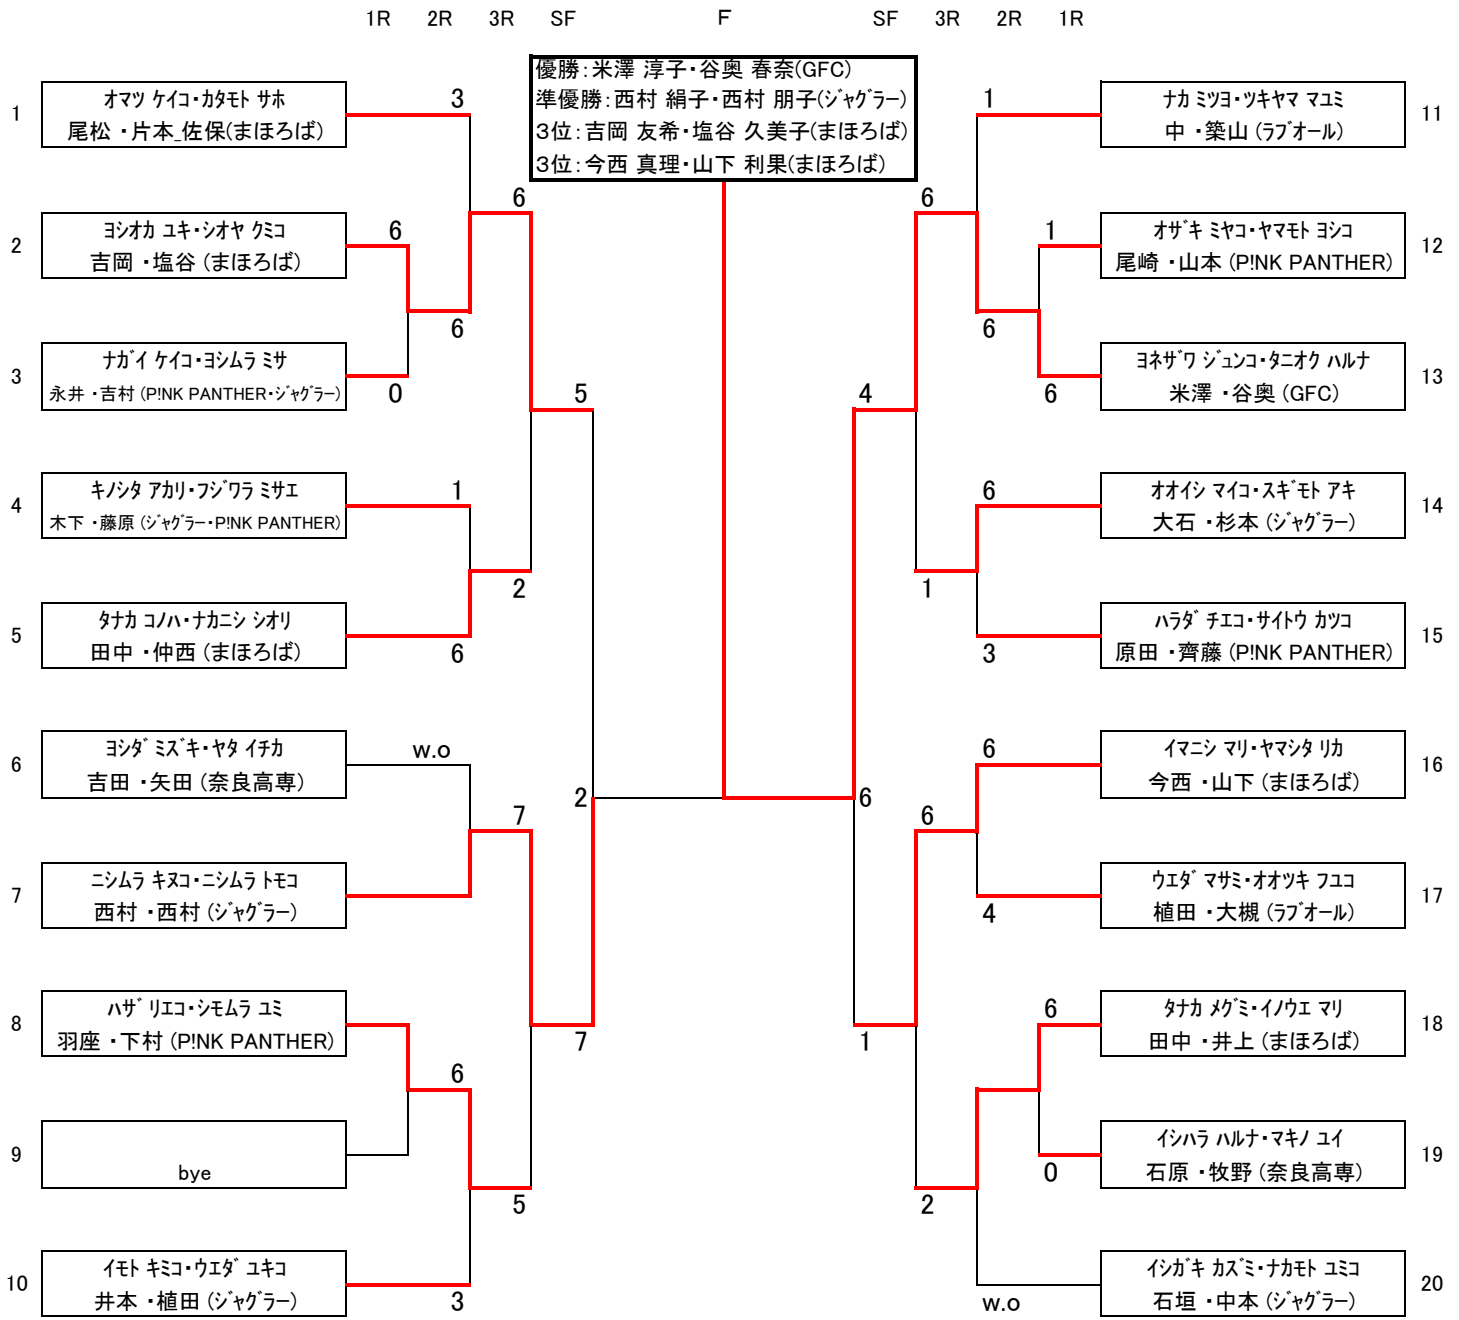 1R 2R 3R SF F SF 3R 2R 1R
優勝：米澤 淳子・谷奥 春奈(GFC)
準優勝：西村 絹子・西村 朋子(ｼﾞｬｸﾞﾗｰ)
3位：吉岡 友希・塩谷 久美子(まほろば)
3位：今西 真理・山下 利果(まほろば)
1
ｵﾏﾂ ｹｲｺ・ｶﾀﾓﾄ ｻﾎ
尾松 ・片本_佐保(まほろば)
3
2
ﾖｼｵｶ ﾕｷ・ｼｵﾔ ｸﾐｺ
吉岡 ・塩谷 (まほろば)
6
6
6
3
ﾅｶﾞｲ ｹｲｺ・ﾖｼﾑﾗ ﾐｻ
永井 ・吉村 (P!NK PANTHER・ｼﾞｬｸﾞﾗｰ)
0
5
4
ｷﾉｼﾀ ｱｶﾘ・ﾌｼﾞﾜﾗ ﾐｻｴ
木下 ・藤原 (ｼﾞｬｸﾞﾗｰ・P!NK PANTHER)
1
2
5
ﾀﾅｶ ｺﾉﾊ・ﾅｶﾆｼ ｼｵﾘ
田中 ・仲西 (まほろば)
6
6
ﾖｼﾀﾞ ﾐｽﾞｷ・ﾔﾀ ｲﾁｶ
吉田 ・矢田 (奈良高専)
w.o
7
2
7
ﾆｼﾑﾗ ｷﾇｺ・ﾆｼﾑﾗ ﾄﾓｺ
西村 ・西村 (ｼﾞｬｸﾞﾗｰ)
8
ﾊｻﾞ ﾘｴｺ・ｼﾓﾑﾗ ﾕﾐ
羽座 ・下村 (P!NK PANTHER)
7
6
9
bye
5
10
ｲﾓﾄ ｷﾐｺ・ｳｴﾀﾞ ﾕｷｺ
井本 ・植田 (ｼﾞｬｸﾞﾗｰ)
3
1
ﾅｶ ﾐﾂﾖ・ﾂｷﾔﾏ ﾏﾕﾐ
中 ・築山 (ﾗﾌﾞｵｰﾙ)
11
6
1
ｵｻﾞｷ ﾐﾔｺ・ﾔﾏﾓﾄ ﾖｼｺ
尾崎 ・山本 (P!NK PANTHER)
12
6
ﾖﾈｻﾞﾜ ｼﾞｭﾝｺ・ﾀﾆｵｸ ﾊﾙﾅ
米澤 ・谷奥 (GFC)
13
4
6
6
ｵｵｲｼ ﾏｲｺ・ｽｷﾞﾓﾄ ｱｷ
大石 ・杉本 (ｼﾞｬｸﾞﾗｰ)
14
1
ﾊﾗﾀﾞ ﾁｴｺ・ｻｲﾄｳ ｶﾂｺ
原田 ・齊藤 (P!NK PANTHER)
15
3
6
ｲﾏﾆｼ ﾏﾘ・ﾔﾏｼﾀ ﾘｶ
今西 ・山下 (まほろば)
16
6
6
ｳｴﾀﾞ ﾏｻﾐ・ｵｵﾂｷ ﾌﾕｺ
植田 ・大槻 (ﾗﾌﾞｵｰﾙ)
17
4
6
ﾀﾅｶ ﾒｸﾞﾐ・ｲﾉｳｴ ﾏﾘ
田中 ・井上 (まほろば)
18
1
ｲｼﾊﾗ ﾊﾙﾅ・ﾏｷﾉ ﾕｲ
石原 ・牧野 (奈良高専)
19
0
2
ｲｼｶﾞｷ ｶｽﾞﾐ・ﾅｶﾓﾄ ﾕﾐｺ
石垣 ・中本 (ｼﾞｬｸﾞﾗｰ)
20
w.o